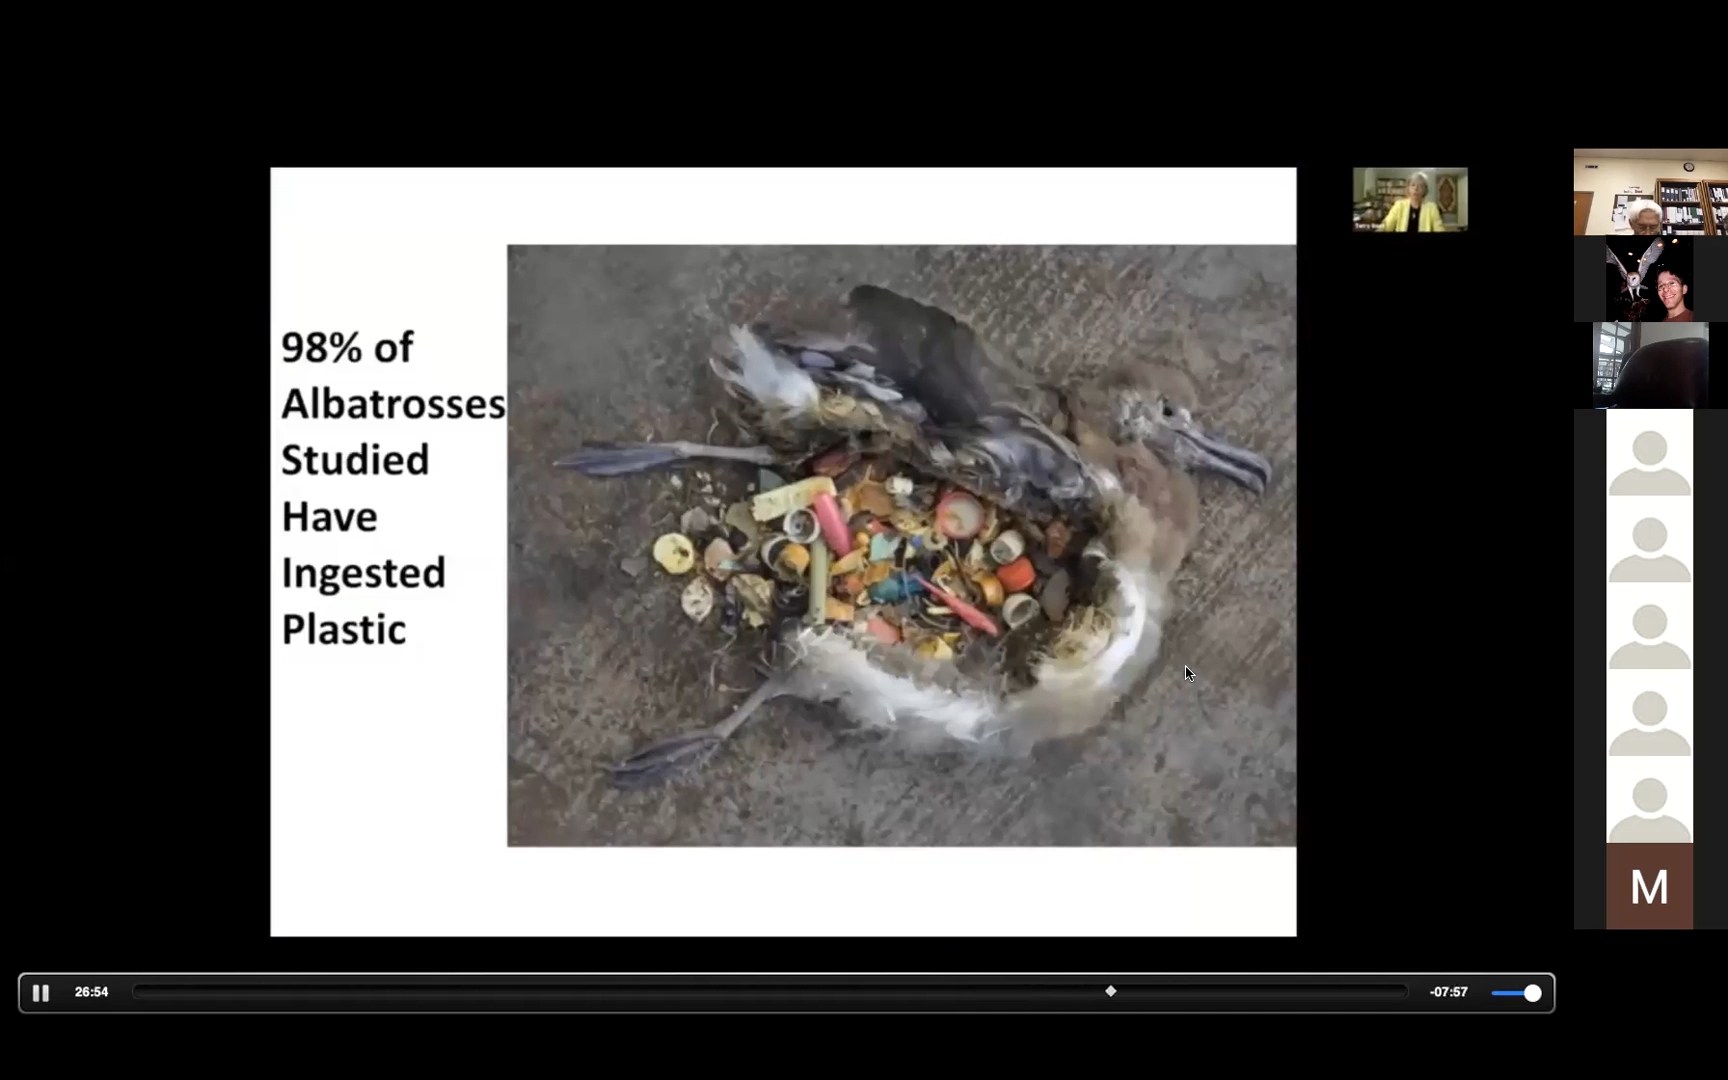 98% of
Albatrosses
Studied
Have
Ingested
Plastic
M
26:54
-07:57